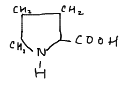 CH₂ CH₂
CH₂ COOH
N
H